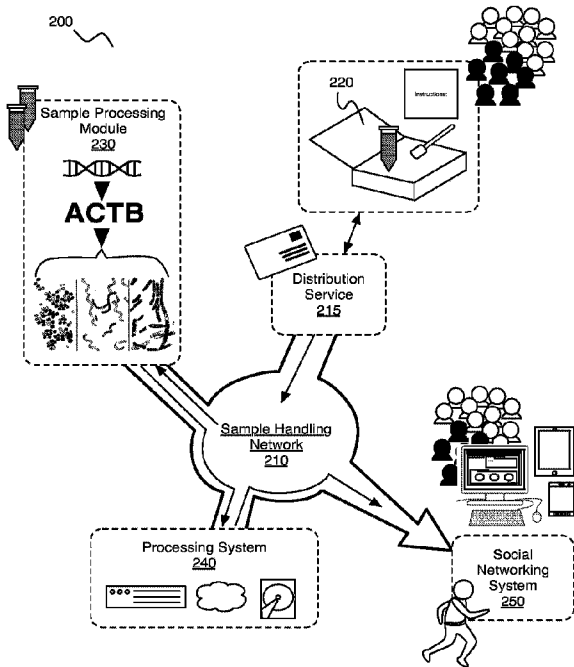 200
Sample Processing
Module
230
ACTB
220
Instructions:
Distribution
Service
215
Sample Handling
Network
210
Processing System
240
Social
Networking
System
250